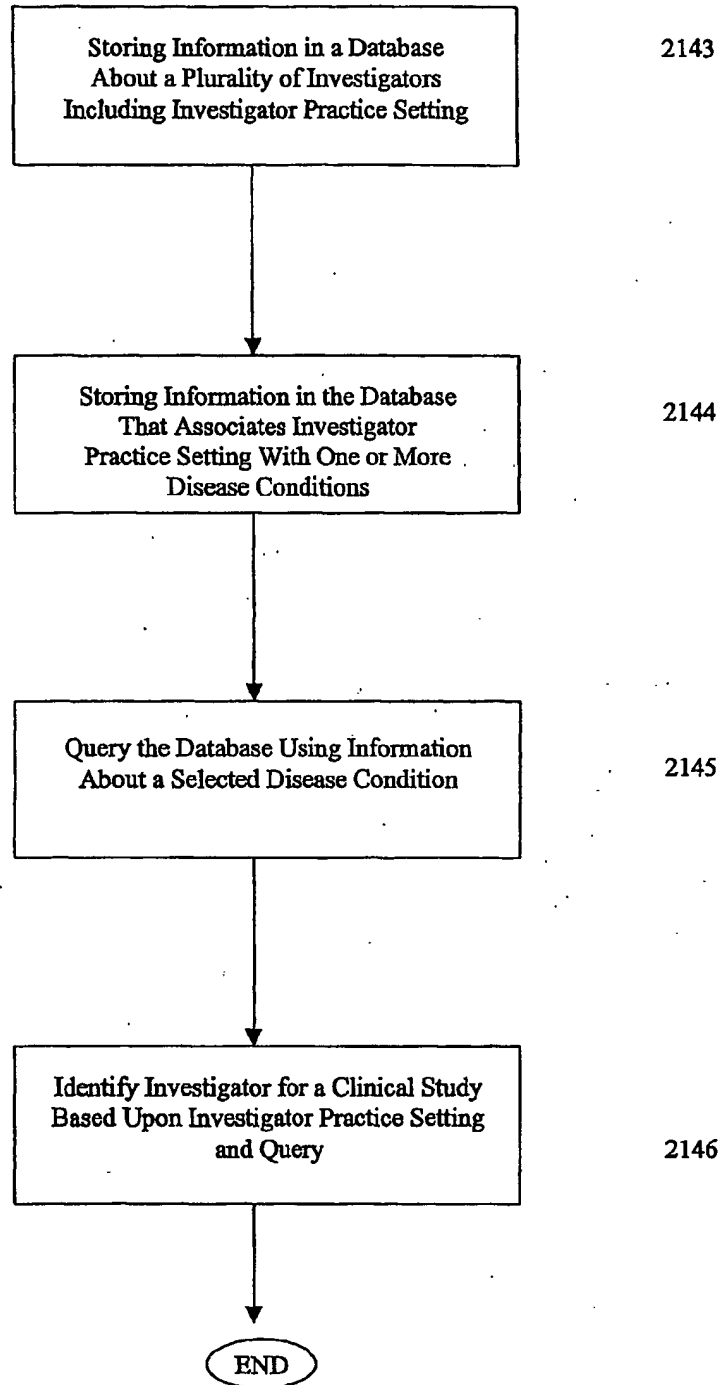 Storing Information in a Database
About a Plurality of Investigators
Including Investigator Practice Setting
2143
Storing Information in the Database
That Associates Investigator
Practice Setting With One or More
Disease Conditions
2144
Query the Database Using Information
About a Selected Disease Condition
2145
Identify Investigator for a Clinical Study
Based Upon Investigator Practice Setting
and Query
2146
END